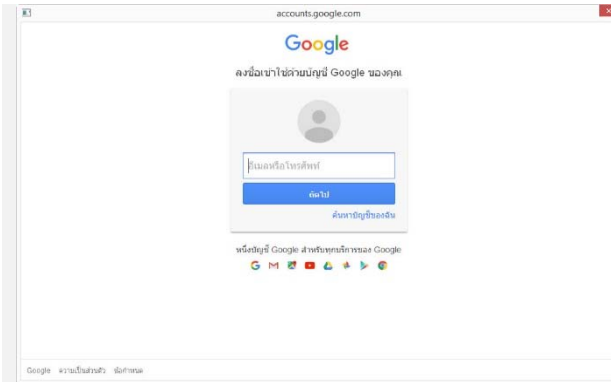 accounts.google.com
Google
ลงชื่อเข้าใช้ด้วยบัญชี Google ของคุณ
อีเมลหรือโทรศัพท์
ถัดไป
ค้นหาบัญชีของฉัน
หนึ่งบัญชี Google สำหรับทุกบริการของ Google
Google ความเป็นส่วนตัว ข้อกำหนด